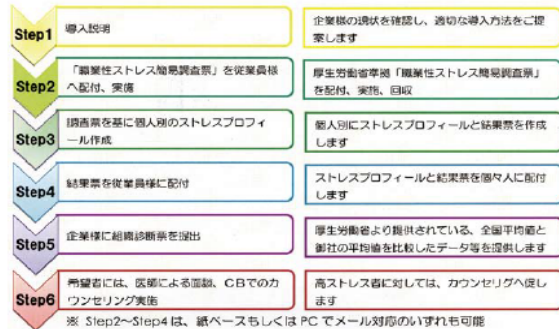 Step1
導入説明
企業様の現状を確認し、適切な導入方法をご提
案します
Step2
「職業性ストレス簡易調査票」を従業員様
へ配付、実施
厚生労働省準拠「職業性ストレス簡易調査票」
を配付、実施、回収
Step3
調査票を基に個人別のストレスプロフィ
ール作成
個人別にストレスプロフィールと結果票を作成
します
Step4
結果票を従業員様に配付
ストレスプロフィールと結果票を個々人に配付
します
Step5
企業様に組織診断票を提出
厚生労働省より提供されている、全国平均値と
御社の平均値を比較したデータ等を提供します
Step6
希望者には、医師による面談、CBでのカ
ウンセリング実施
高ストレス者に対しては、カウンセリングへ促し
ます
※ Step2～Step4は、紙ベースもしくはPCでメール対応のいずれも可能